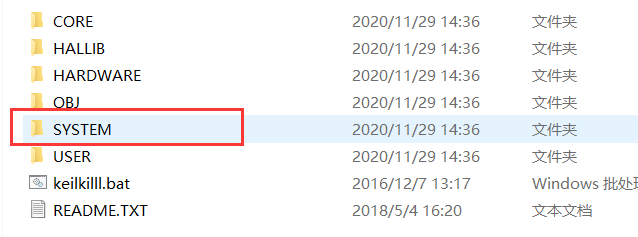 CORE 2020/11/29 14:36 文件夹
HALLIB 2020/11/29 14:36 文件夹
HARDWARE 2020/11/29 14:36 文件夹
OBJ 2020/11/29 14:36 文件夹
SYSTEM 2020/11/29 14:36 文件夹
USER 2020/11/29 14:36 文件夹
keilkilll.bat 2016/12/7 13:17 Windows 批处理
README.TXT 2018/5/4 16:20 文本文档